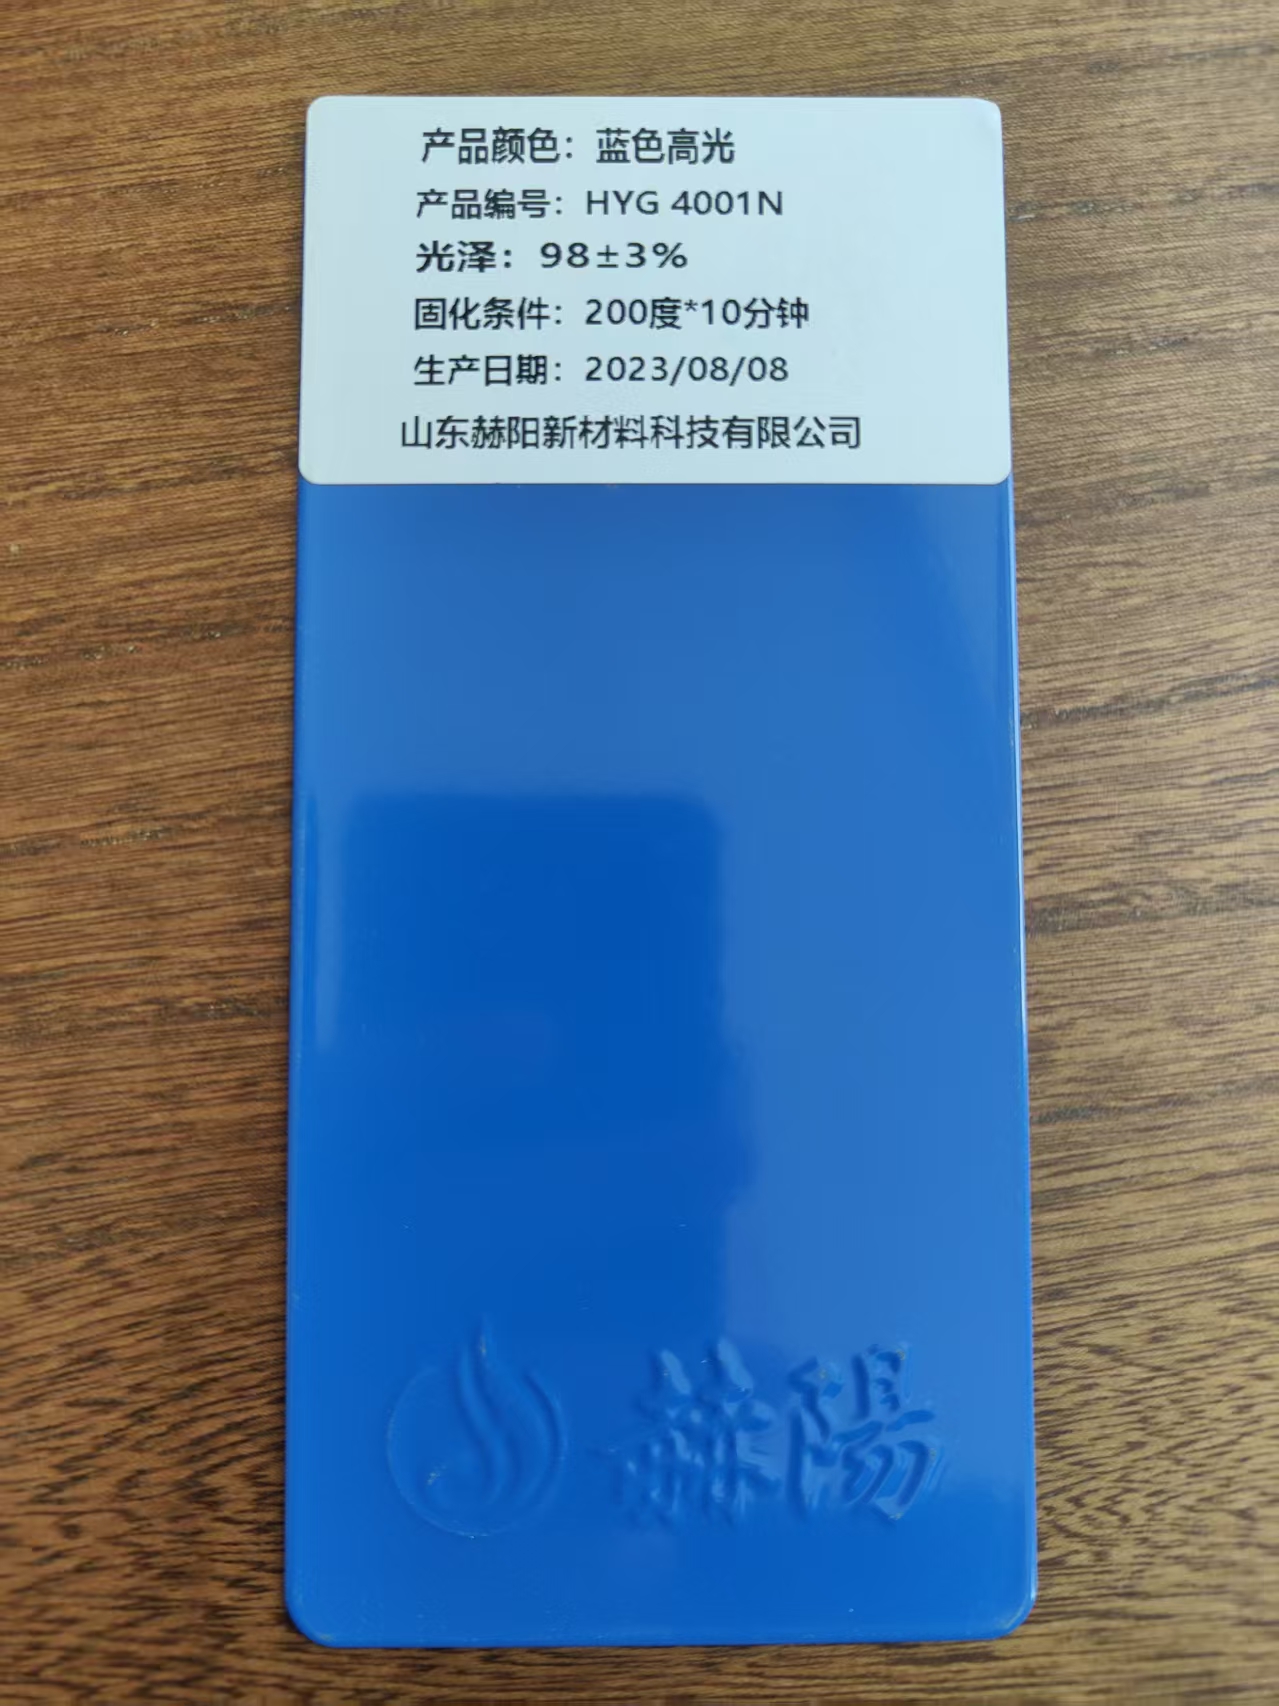 产品颜色：蓝色高光
产品编号：HYG 4001N
光泽：98±3%
固化条件：200度*10分钟
生产日期：2023/08/08
山东赫阳新材料科技有限公司
赫陽